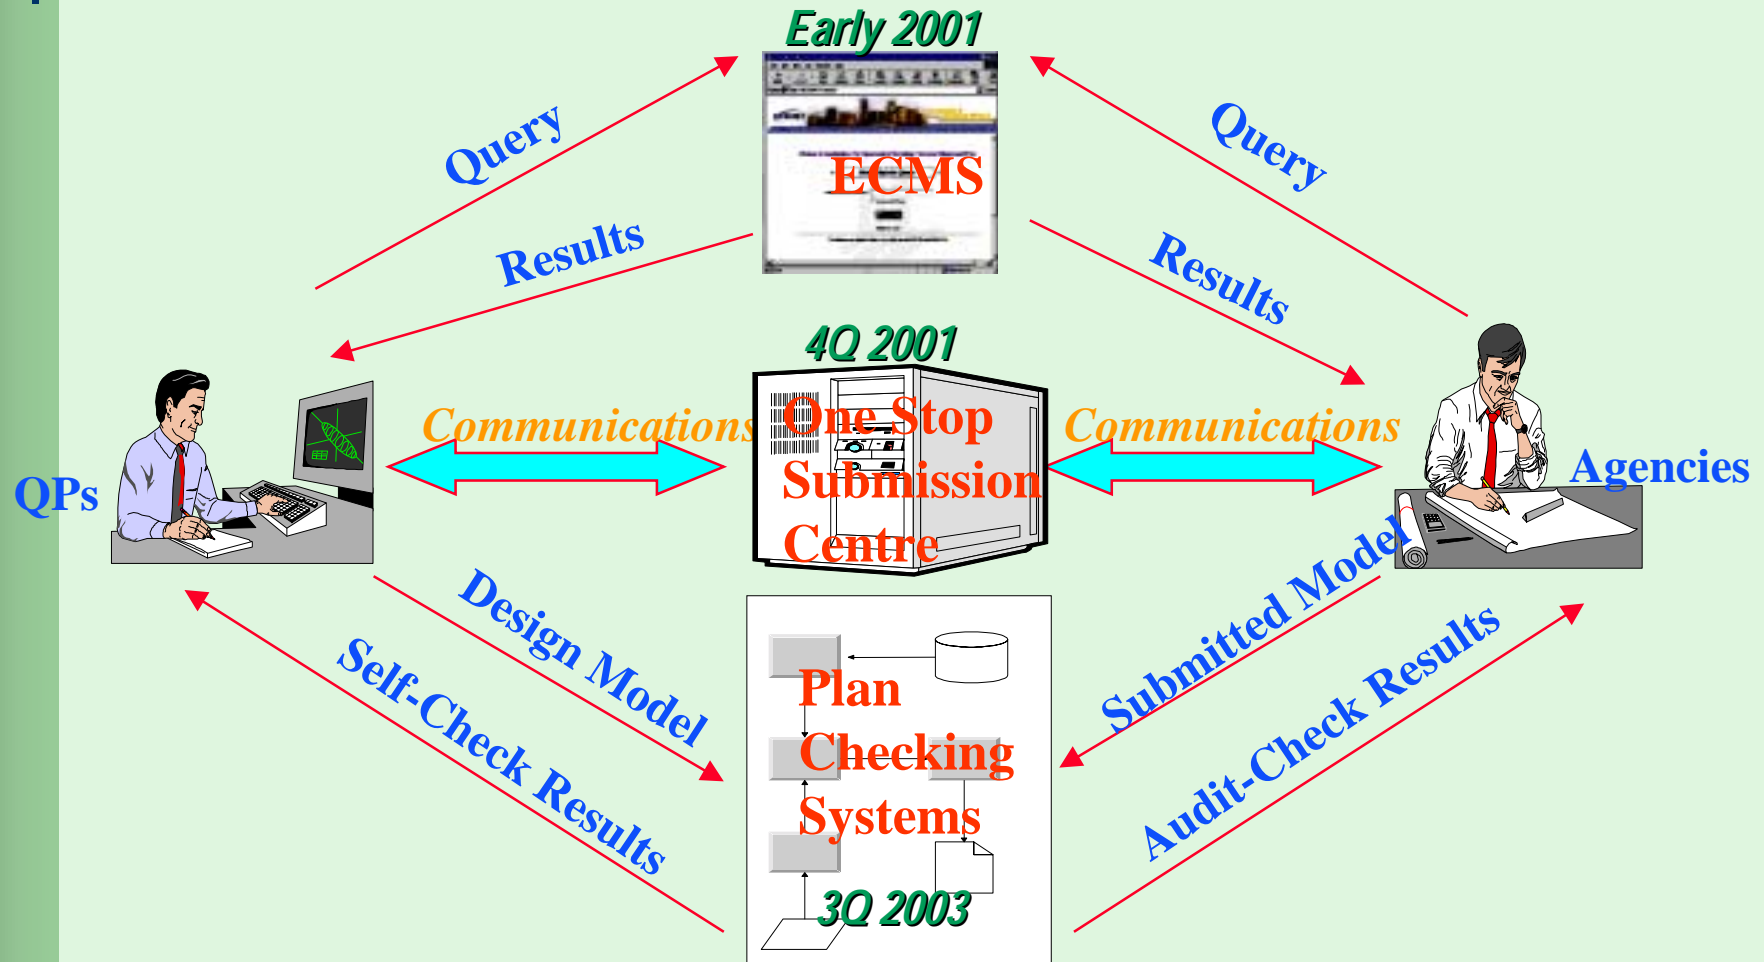 Early 2001
Query
Query
ECMS
Results
Results
4Q 2001
Communications
One Stop
Submission
Centre
Communications
QPs
Agencies
Design Model
Self-Check Results
Submitted Model
Audit-Check Results
Plan
Checking
Systems
3Q 2003